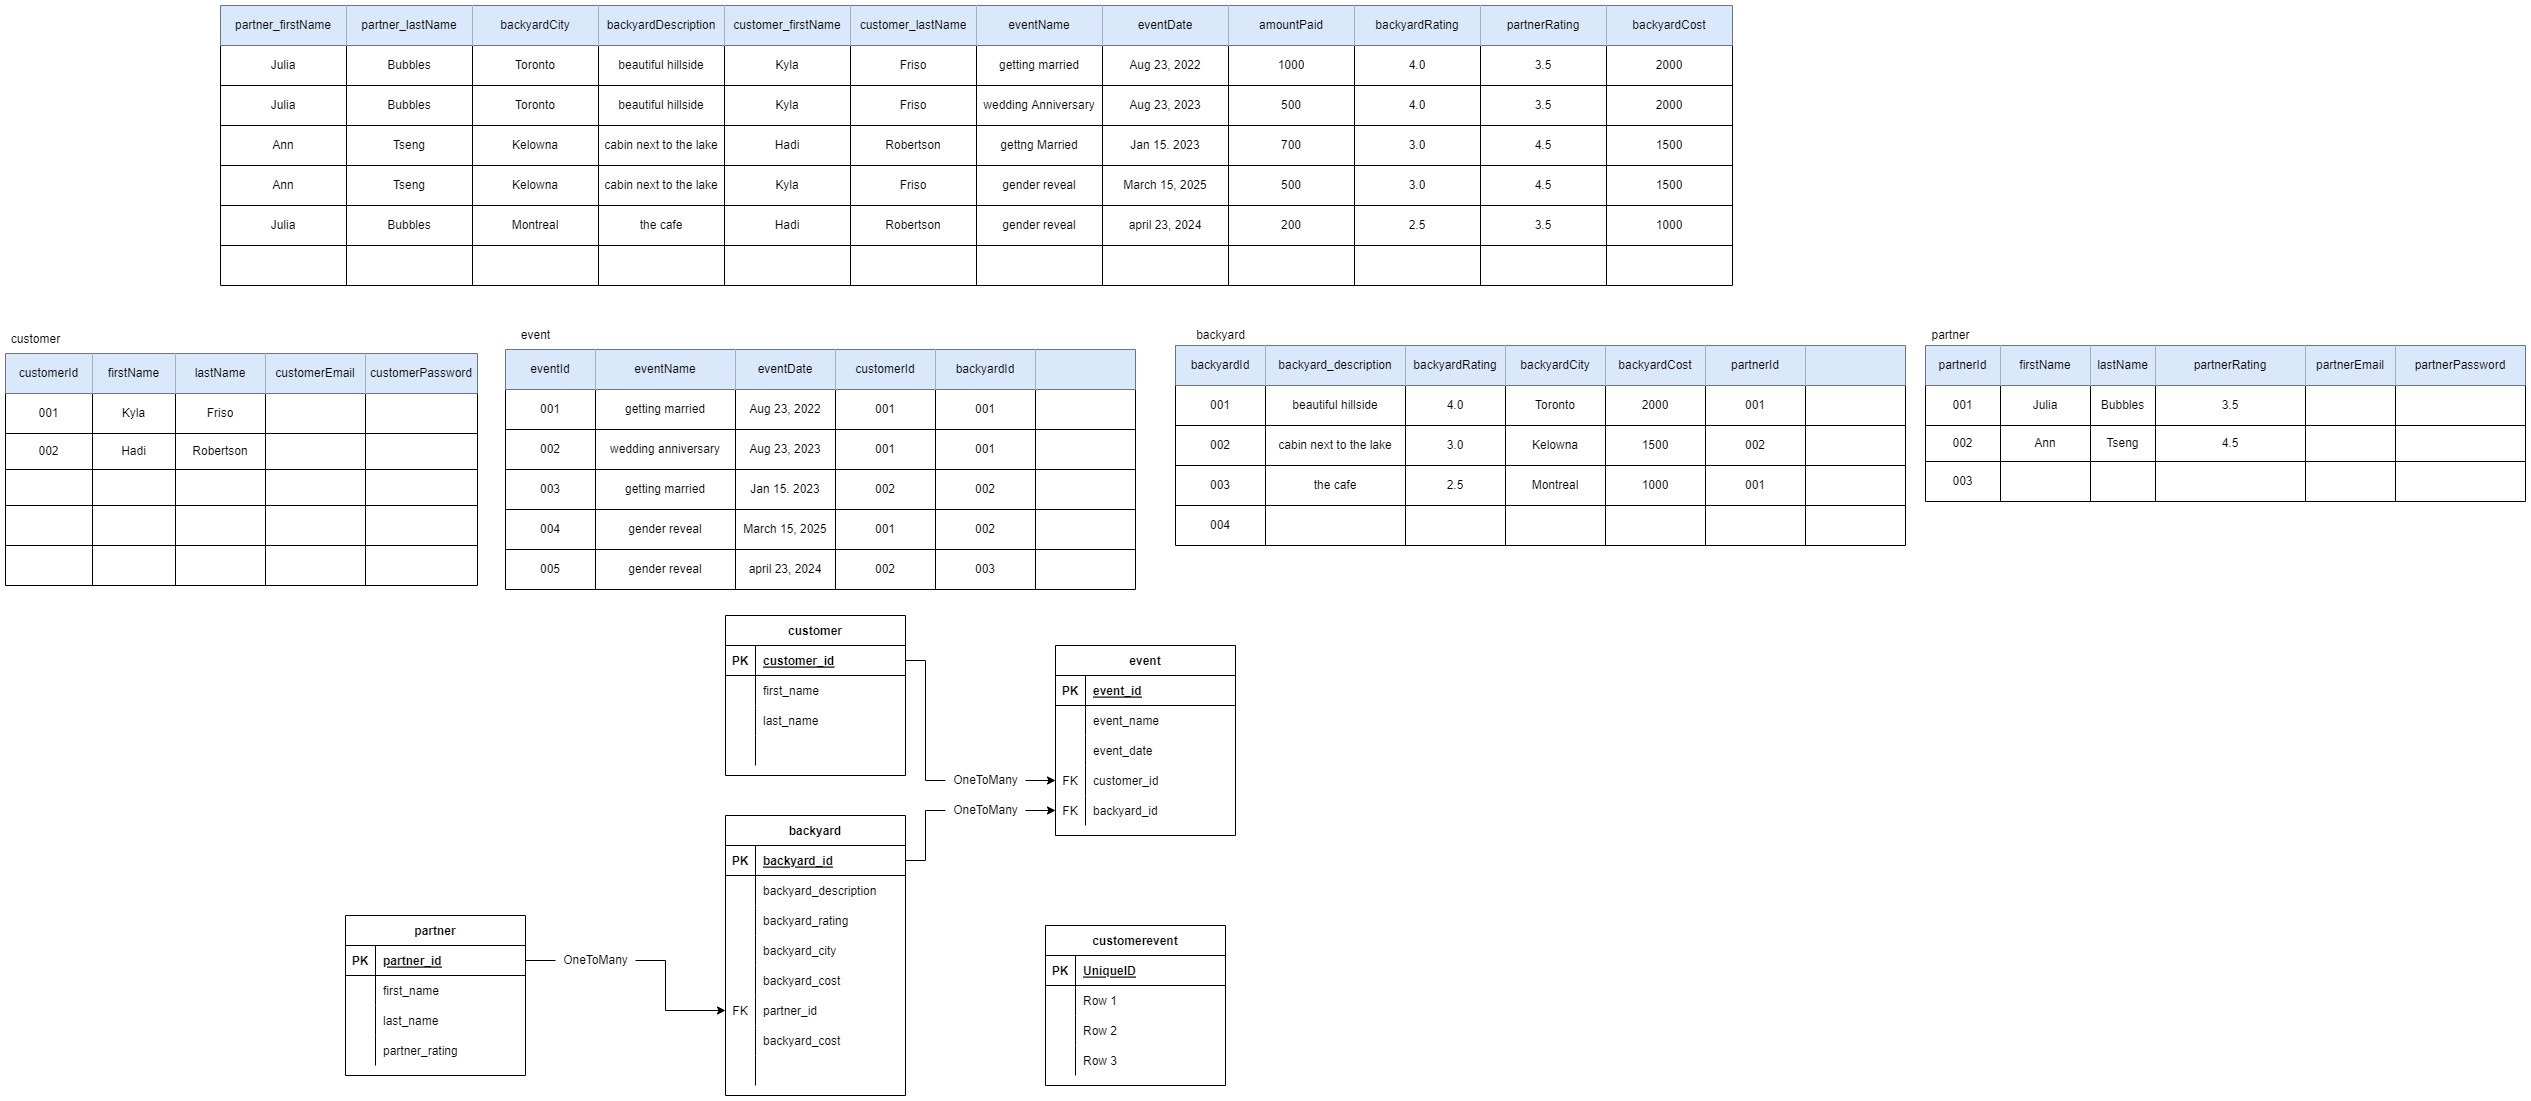 partner_firstName partner_lastName backyardCity backyardDescription customer_firstName customer_lastName eventName eventDate amountPaid backyardRating partnerRating backyardCost
Julia Bubbles Toronto beautiful hillside Kyla Friso getting married Aug 23, 2022 1000 4.0 3.5 2000
Julia Bubbles Toronto beautiful hillside Kyla Friso wedding Anniversary Aug 23, 2023 500 4.0 3.5 2000
Ann Tseng Kelowna cabin next to the lake Hadi Robertson gettng Married Jan 15. 2023 700 3.0 4.5 1500
Ann Tseng Kelowna cabin next to the lake Kyla Friso gender reveal March 15, 2025 500 3.0 4.5 1500
Julia Bubbles Montreal the cafe Hadi Robertson gender reveal april 23, 2024 200 2.5 3.5 1000
customer
customerId firstName lastName customerEmail customerPassword
001 Kyla Friso
002 Hadi Robertson
event
eventId eventName eventDate customerId backyardId
001 getting married Aug 23, 2022 001 001
002 wedding anniversary Aug 23, 2023 001 001
003 getting married Jan 15. 2023 002 002
004 gender reveal March 15, 2025 001 002
005 gender reveal april 23, 2024 002 003
backyard
backyardId backyard_description backyardRating backyardCity backyardCost partnerId
001 beautiful hillside 4.0 Toronto 2000 001
002 cabin next to the lake 3.0 Kelowna 1500 002
003 the cafe 2.5 Montreal 1000 001
004
partner
partnerId firstName lastName partnerRating partnerEmail partnerPassword
001 Julia Bubbles 3.5
002 Ann Tseng 4.5
003
customer
PK customer_id
first_name
last_name
event
PK event_id
event_name
event_date
OneToMany FK customer_id
OneToMany FK backyard_id
backyard
PK backyard_id
backyard_description
backyard_rating
backyard_city
backyard_cost
FK partner_id
backyard_cost
partner
PK partner_id OneToMany
first_name
last_name
partner_rating
customerevent
PK UniqueID
Row 1
Row 2
Row 3